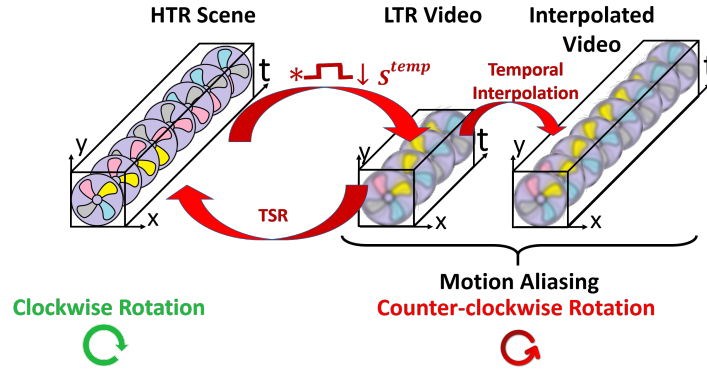 HTR Scene
LTR Video
Interpolated
Video
t
* ↓ S^temp
Temporal
Interpolation
t
t
y
y
y
x
TSR
x
x
Motion Aliasing
Clockwise Rotation
Counter-clockwise Rotation